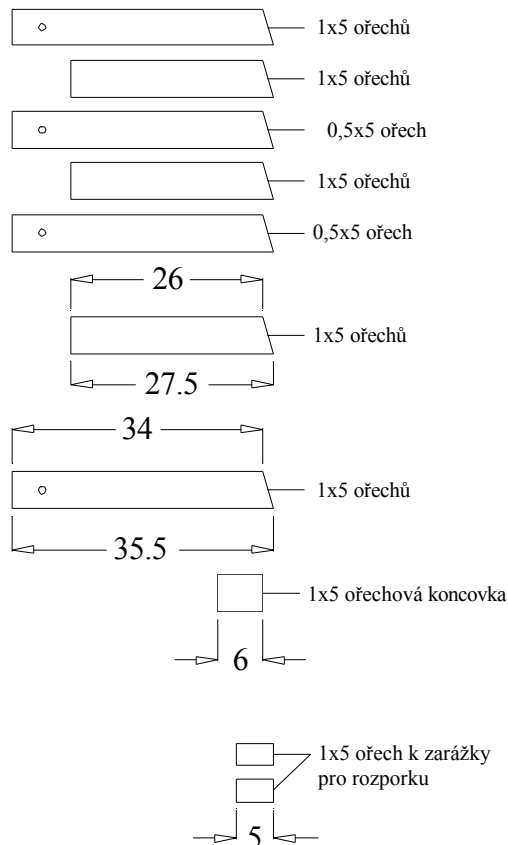 1x5 ořechů
1x5 ořechů
0,5x5 ořech
1x5 ořechů
0,5x5 ořech
26
1x5 ořechů
27.5
34
1x5 ořechů
35.5
1x5 ořechová koncovka
6
1x5 ořech k zarážky
pro rozporku
5